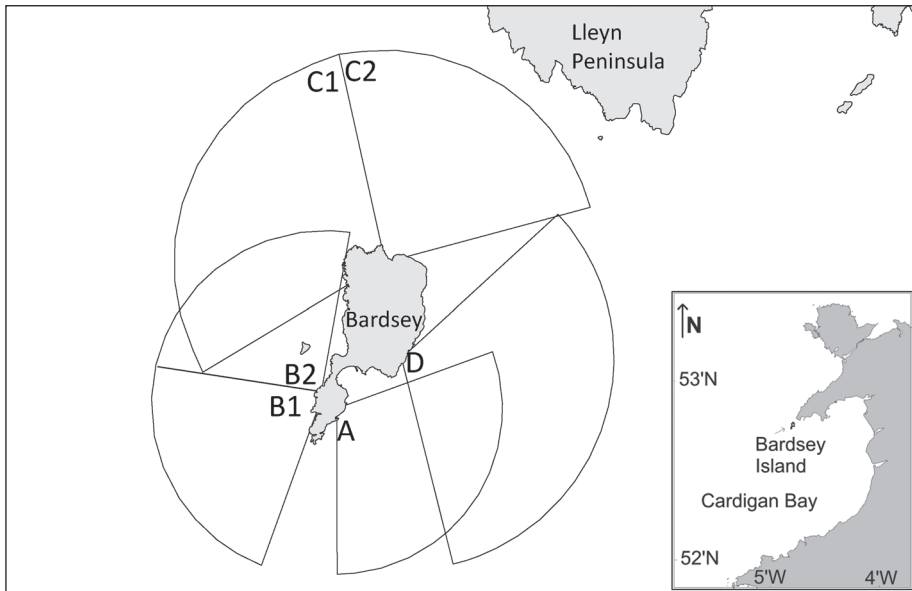 Lleyn
Peninsula
C1 C2
Bardsey
D
B2
B1
A
N
53'N
Bardsey
Island
Cardigan Bay
52'N
5'W 4'W